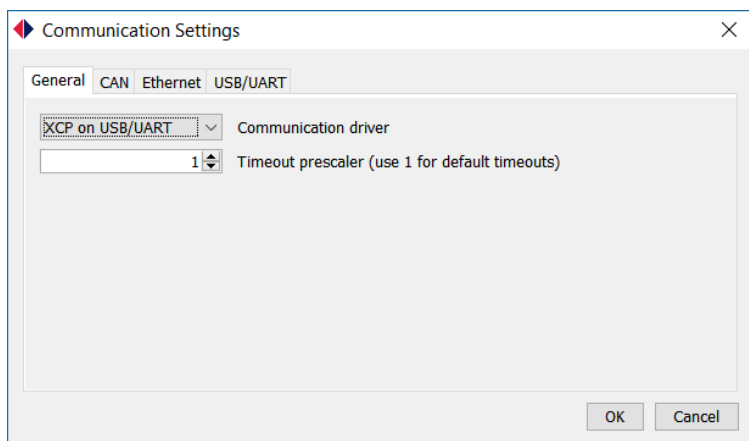 Communication Settings
General CAN Ethernet USB/UART
XCP on USB/UART Communication driver
1 Timeout prescaler (use 1 for default timeouts)
OK Cancel